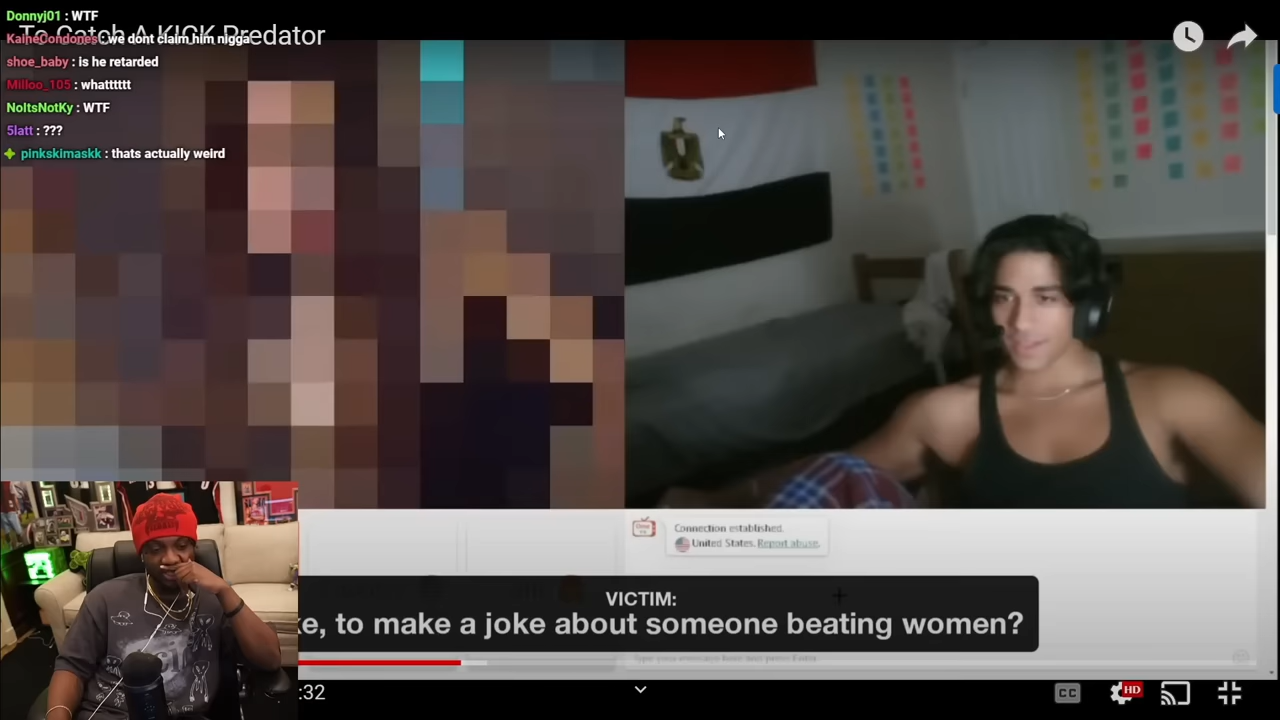 To Catch A KICK Predator
Donnyj01 : WTF
KaineCondones : we dont claim him nigga
shoe_baby : is he retarded
Milloo_105 : whatttttt
NoItsNotKy : WTF
5latt : ???
pinkskimaskk : thats actually weird
Connection established.
United States. Report abuse.
VICTIM:
ke, to make a joke about someone beating women?
:32
CC
HD